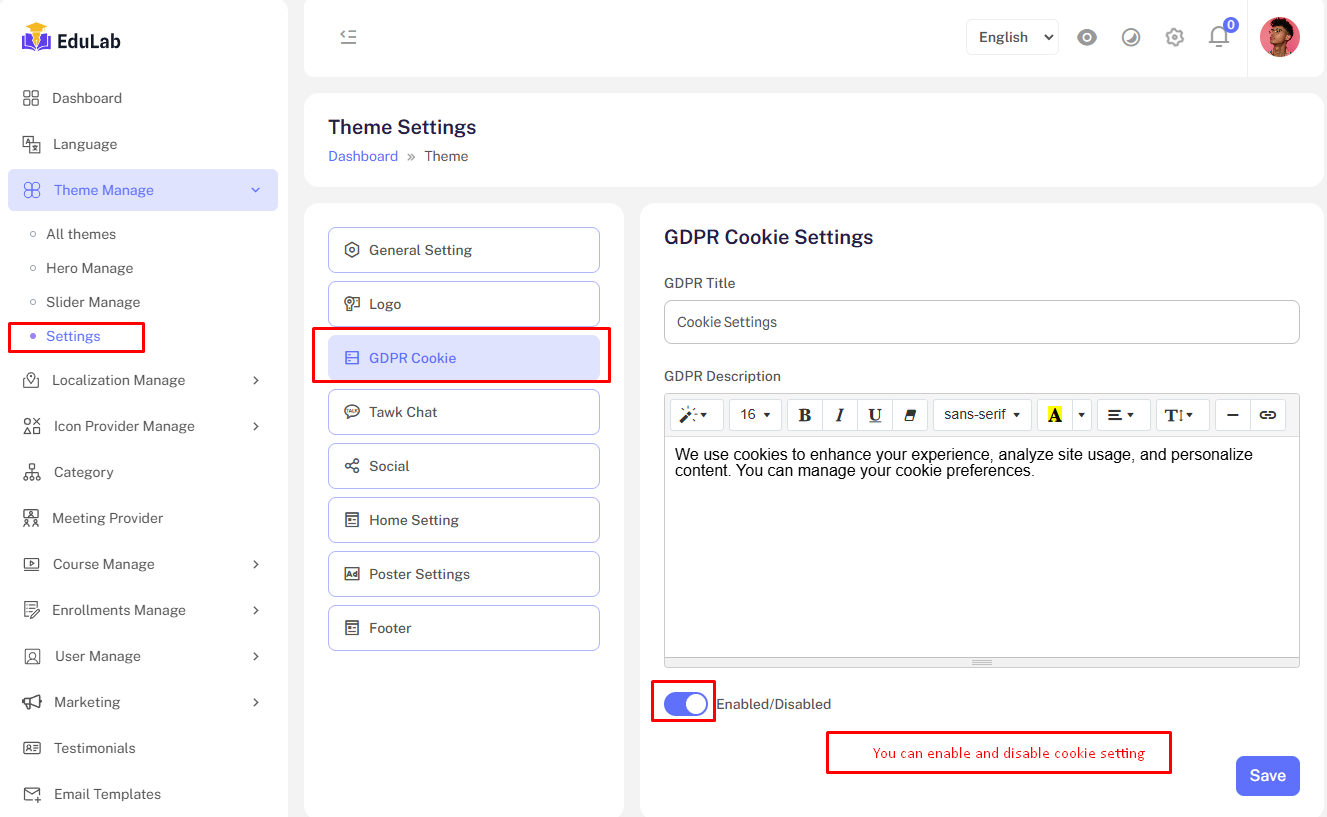 EduLab
Dashboard
Language
Theme Manage
All themes
Hero Manage
Slider Manage
Settings
Localization Manage
Icon Provider Manage
Category
Meeting Provider
Course Manage
Enrollments Manage
User Manage
Marketing
Testimonials
Email Templates
English
0
Theme Settings
Dashboard » Theme
General Setting
Logo
GDPR Cookie
Tawk Chat
Social
Home Setting
Ad Poster Settings
Footer
GDPR Cookie Settings
GDPR Title
Cookie Settings
GDPR Description
16 B I U sans-serif A T
We use cookies to enhance your experience, analyze site usage, and personalize
content. You can manage your cookie preferences.
Enabled/Disabled
You can enable and disable cookie setting
Save